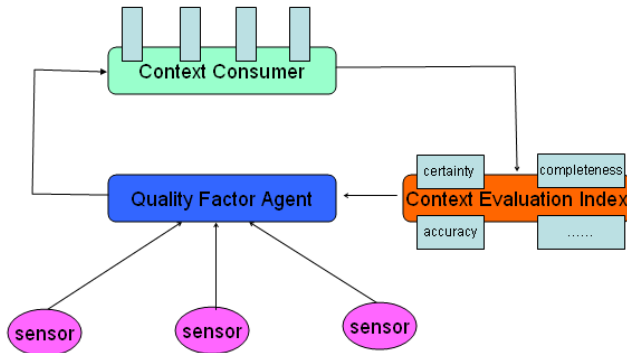 Context Consumer
certainty
completeness
Quality Factor Agent
Context Evaluation Index
accuracy
......
sensor
sensor
sensor